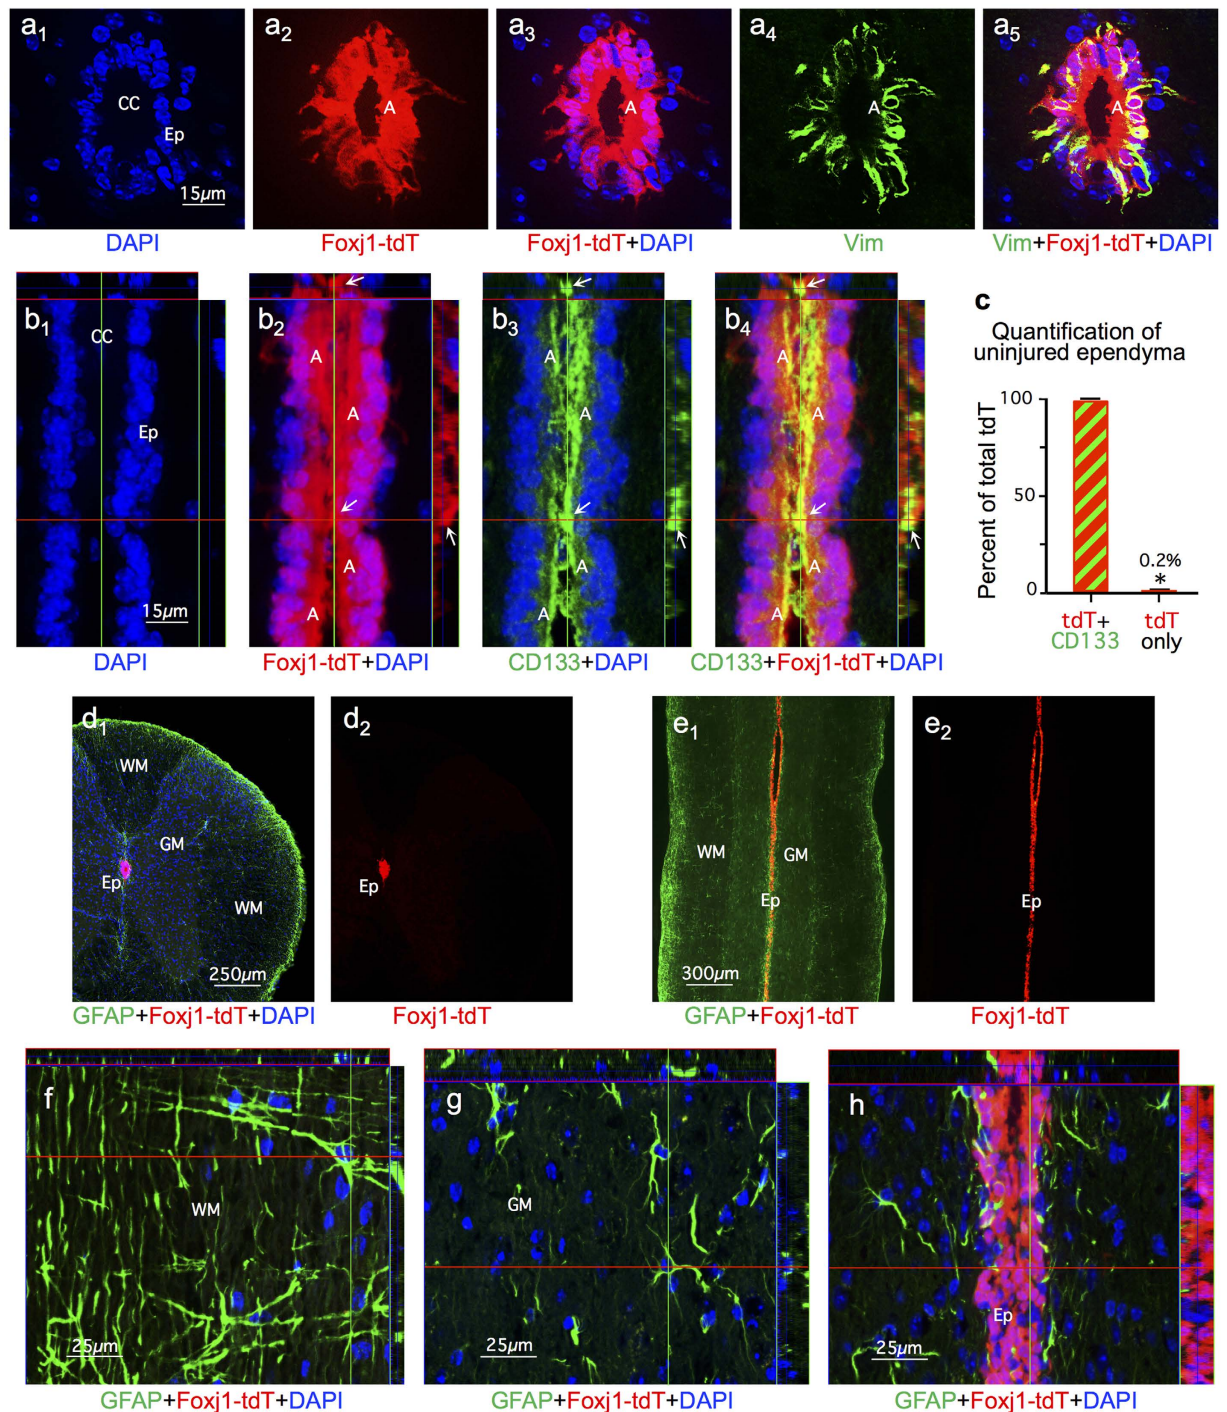 a1
CC
Ep
15µm
DAPI
a2
A
Foxj1-tdT
a3
A
Foxj1-tdT+DAPI
a4
A
Vim
a5
A
Vim+Foxj1-tdT+DAPI
b1
CC
Ep
15µm
DAPI
b2
A
A
A
A
Foxj1-tdT+DAPI
b3
A
A
A
A
CD133+DAPI
b4
A
A
A
A
CD133+Foxj1-tdT+DAPI
c
Quantification of
uninjured ependyma
Percent of total tdT
100
50
0
0.2%
*
tdT+
CD133
tdT
only
d1
WM
GM
Ep
WM
250µm
GFAP+Foxj1-tdT+DAPI
d2
Ep
Foxj1-tdT
e1
WM
GM
Ep
300µm
GFAP+Foxj1-tdT
e2
Ep
Foxj1-tdT
f
WM
25µm
GFAP+Foxj1-tdT+DAPI
g
GM
25µm
GFAP+Foxj1-tdT+DAPI
h
Ep
25µm
GFAP+Foxj1-tdT+DAPI